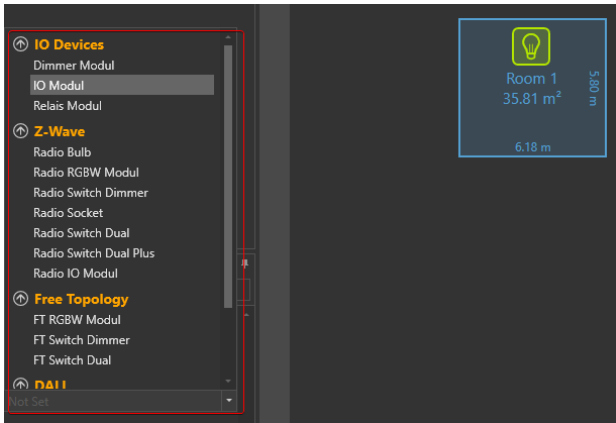 IO Devices
Dimmer Modul
IO Modul
Relais Modul
Z-Wave
Radio Bulb
Radio RGBW Modul
Radio Switch Dimmer
Radio Socket
Radio Switch Dual
Radio Switch Dual Plus
Radio IO Modul
Free Topology
FT RGBW Modul
FT Switch Dimmer
FT Switch Dual
DALI
Not Set
Room 1
35.81 m²
5.80 m
6.18 m